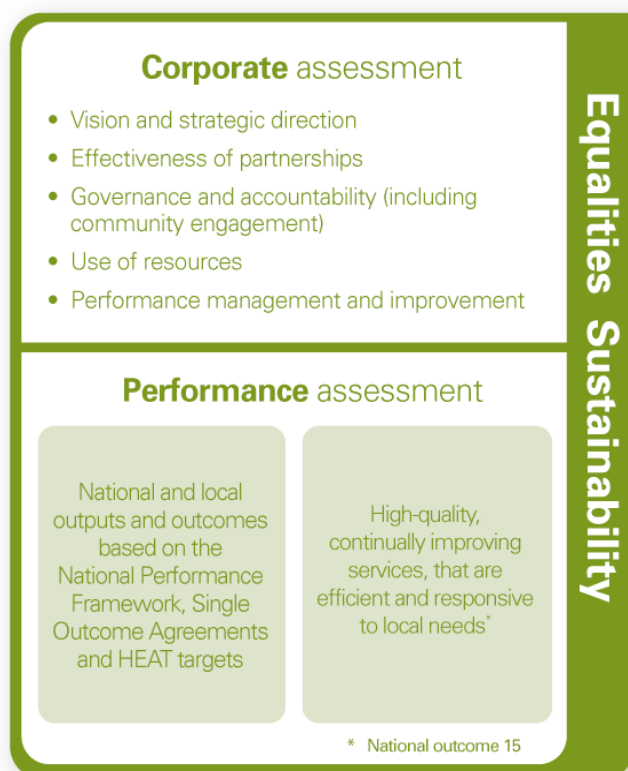 Corporate assessment
• Vision and strategic direction
• Effectiveness of partnerships
• Governance and accountability (including
community engagement)
• Use of resources
• Performance management and improvement
Performance assessment
National and local
outputs and outcomes
based on the
National Performance
Framework, Single
Outcome Agreements
and HEAT targets
High-quality,
continually improving
services, that are
efficient and responsive
to local needs*
* National outcome 15
Equalities Sustainability